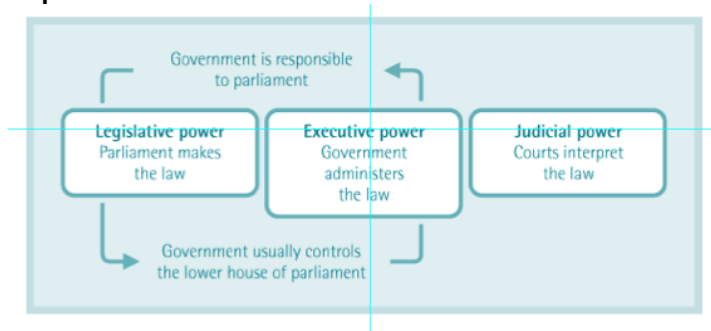 Government is responsible
to parliament
Legislative power
Parliament makes
the law
Executive power
Government
administers
the law
Judicial power
Courts interpret
the law
Government usually controls
the lower house of parliament